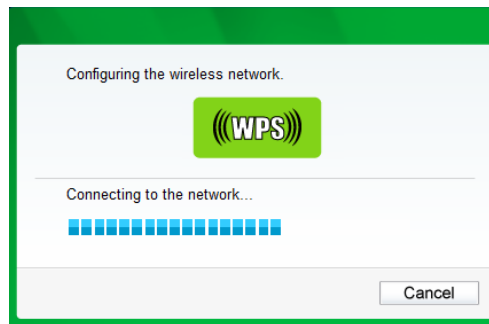 Configuring the wireless network.
(((WPS)))
Connecting to the network...
Cancel